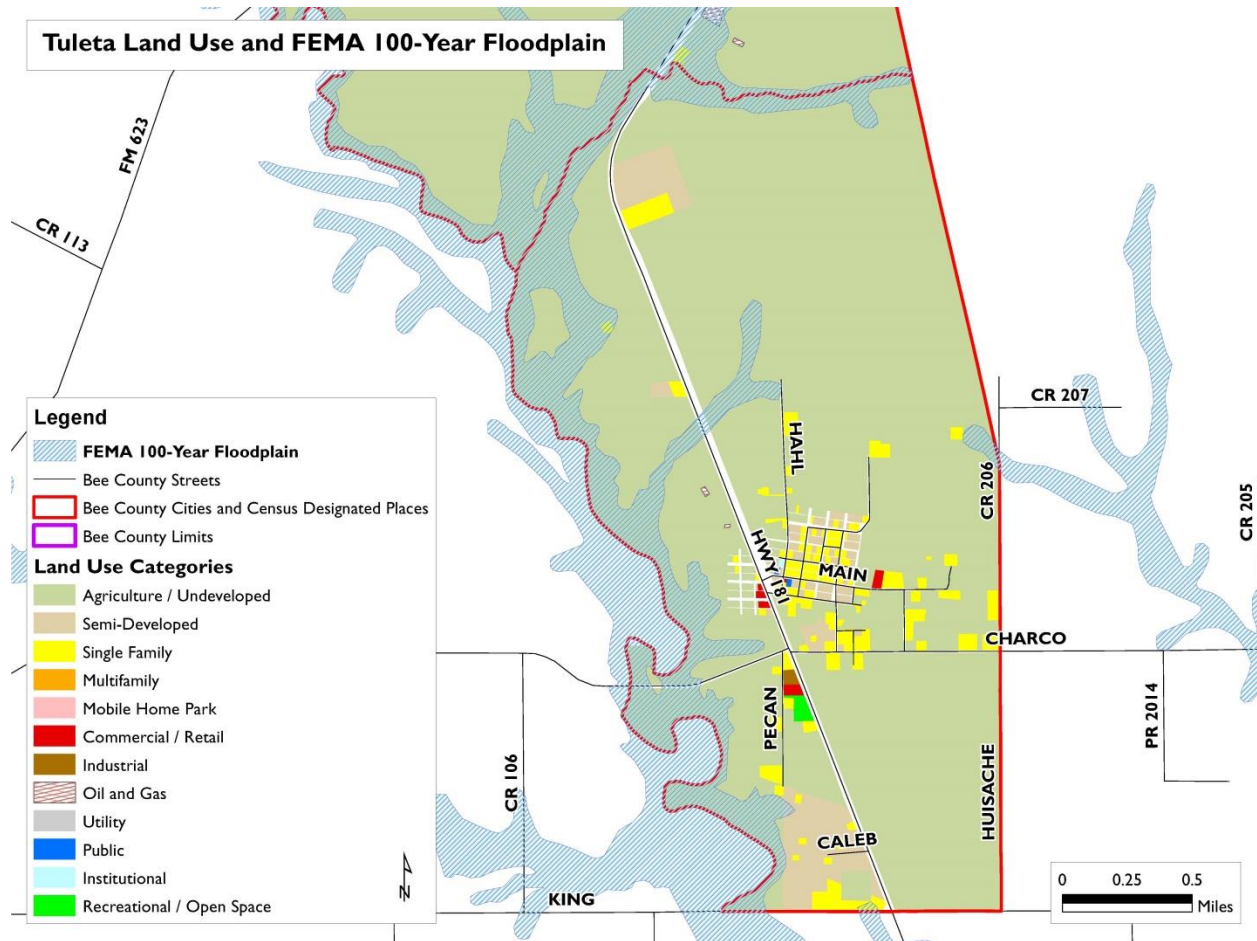 Tuleta Land Use and FEMA 100-Year Floodplain
FM 623
CR 113
CR 207
HAHL
CR 206
CR 205
HWY 181
MAIN
CHARCO
PECAN
PR 2014
CR 106
HUISACHE
CALEB
KING
Legend
FEMA 100-Year Floodplain
Bee County Streets
Bee County Cities and Census Designated Places
Bee County Limits
Land Use Categories
Agriculture / Undeveloped
Semi-Developed
Single Family
Multifamily
Mobile Home Park
Commercial / Retail
Industrial
Oil and Gas
Utility
Public
Institutional
Recreational / Open Space
N
0 0.25 0.5
Miles